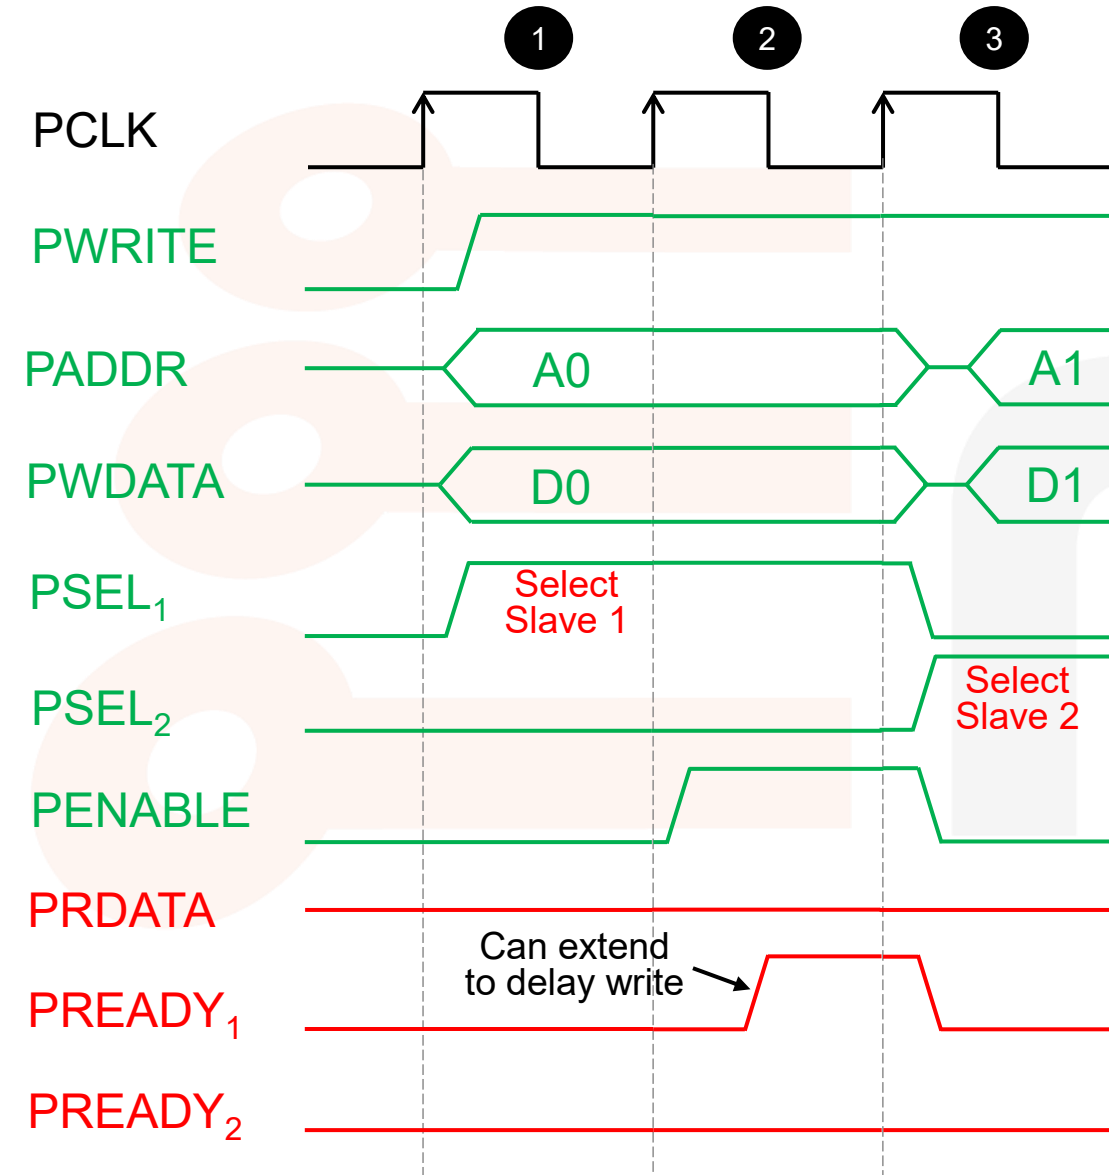 1 2 3
PCLK
PWRITE
PADDR A0 A1
PWDATA D0 D1
PSEL1 Select
Slave 1
PSEL2 Select
Slave 2
PENABLE
PRDATA
Can extend
to delay write
PREADY1
PREADY2